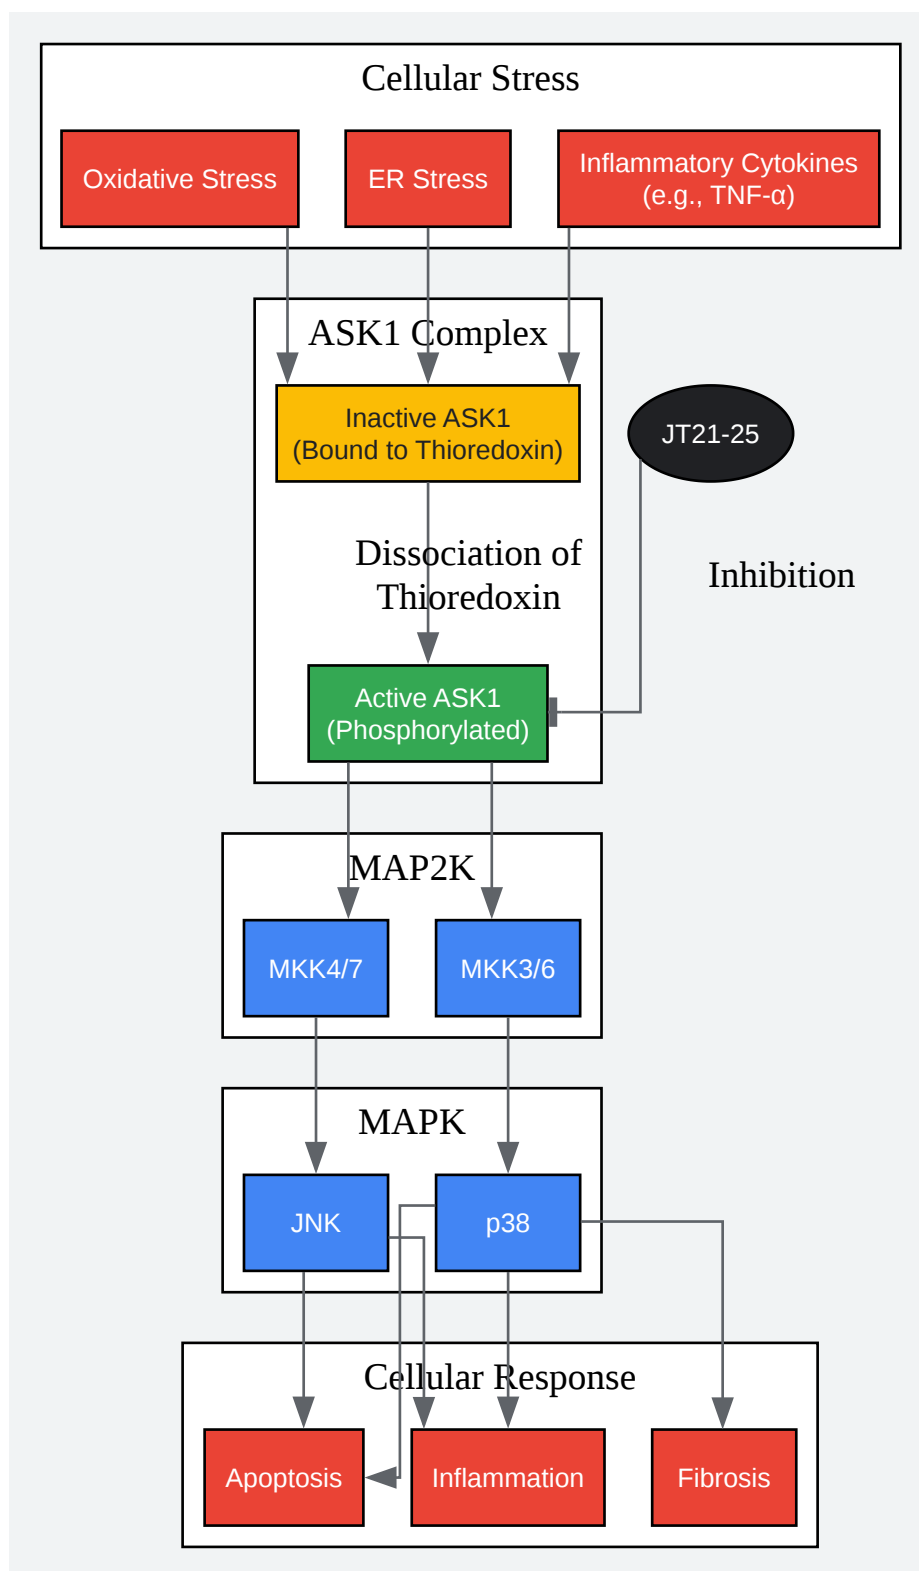 Cellular Stress
Oxidative Stress
ER Stress
Inflammatory Cytokines
(e.g., TNF-α)
ASK1 Complex
Inactive ASK1
(Bound to Thioredoxin)
JT21-25
Dissociation of
Thioredoxin
Inhibition
Active ASK1
(Phosphorylated)
MAP2K
MKK4/7
MKK3/6
MAPK
JNK
p38
Cellular Response
Apoptosis
Inflammation
Fibrosis